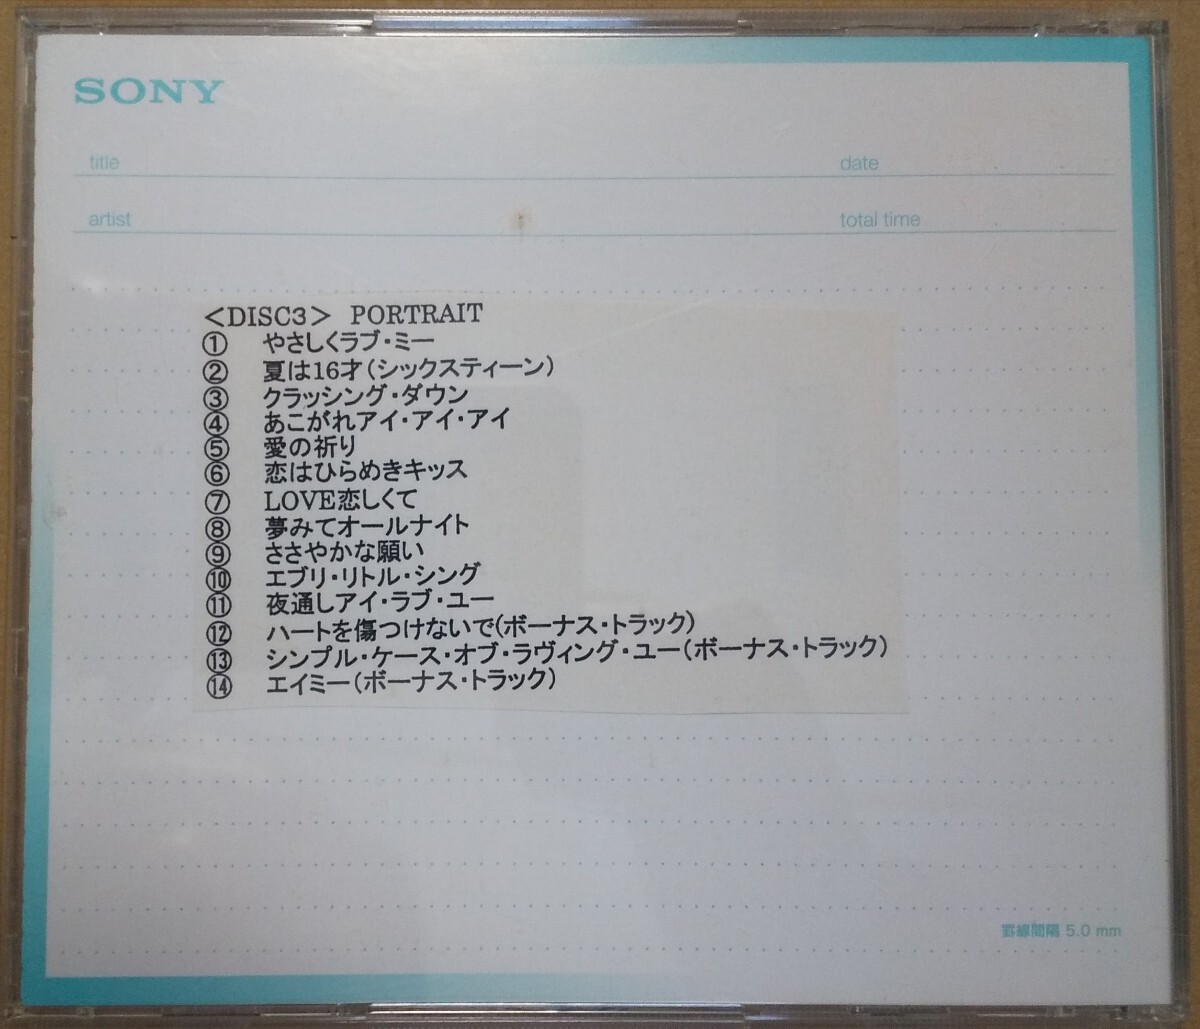 SONY
title date
artist total time
＜DISC3＞ PORTRAIT
① やさしくラブ・ミー
② 夏は16才(シックスティーン)
③ クラッシング・ダウン
④ あこがれアイ・アイ・アイ
⑤ 愛の祈り
⑥ 恋はひらめきキッス
⑦ LOVE恋しくて
⑧ 夢みてオールナイト
⑨ ささやかな願い
⑩ エブリ・リトル・シング
⑪ 夜通しアイ・ラブ・ユー
⑫ ハートを傷つけないで(ボーナス・トラック)
⑬ シンプル・ケース・オブ・ラヴィング・ユー(ボーナス・トラック)
⑭ エイミー(ボーナス・トラック)
罫線間隔 5.0 mm